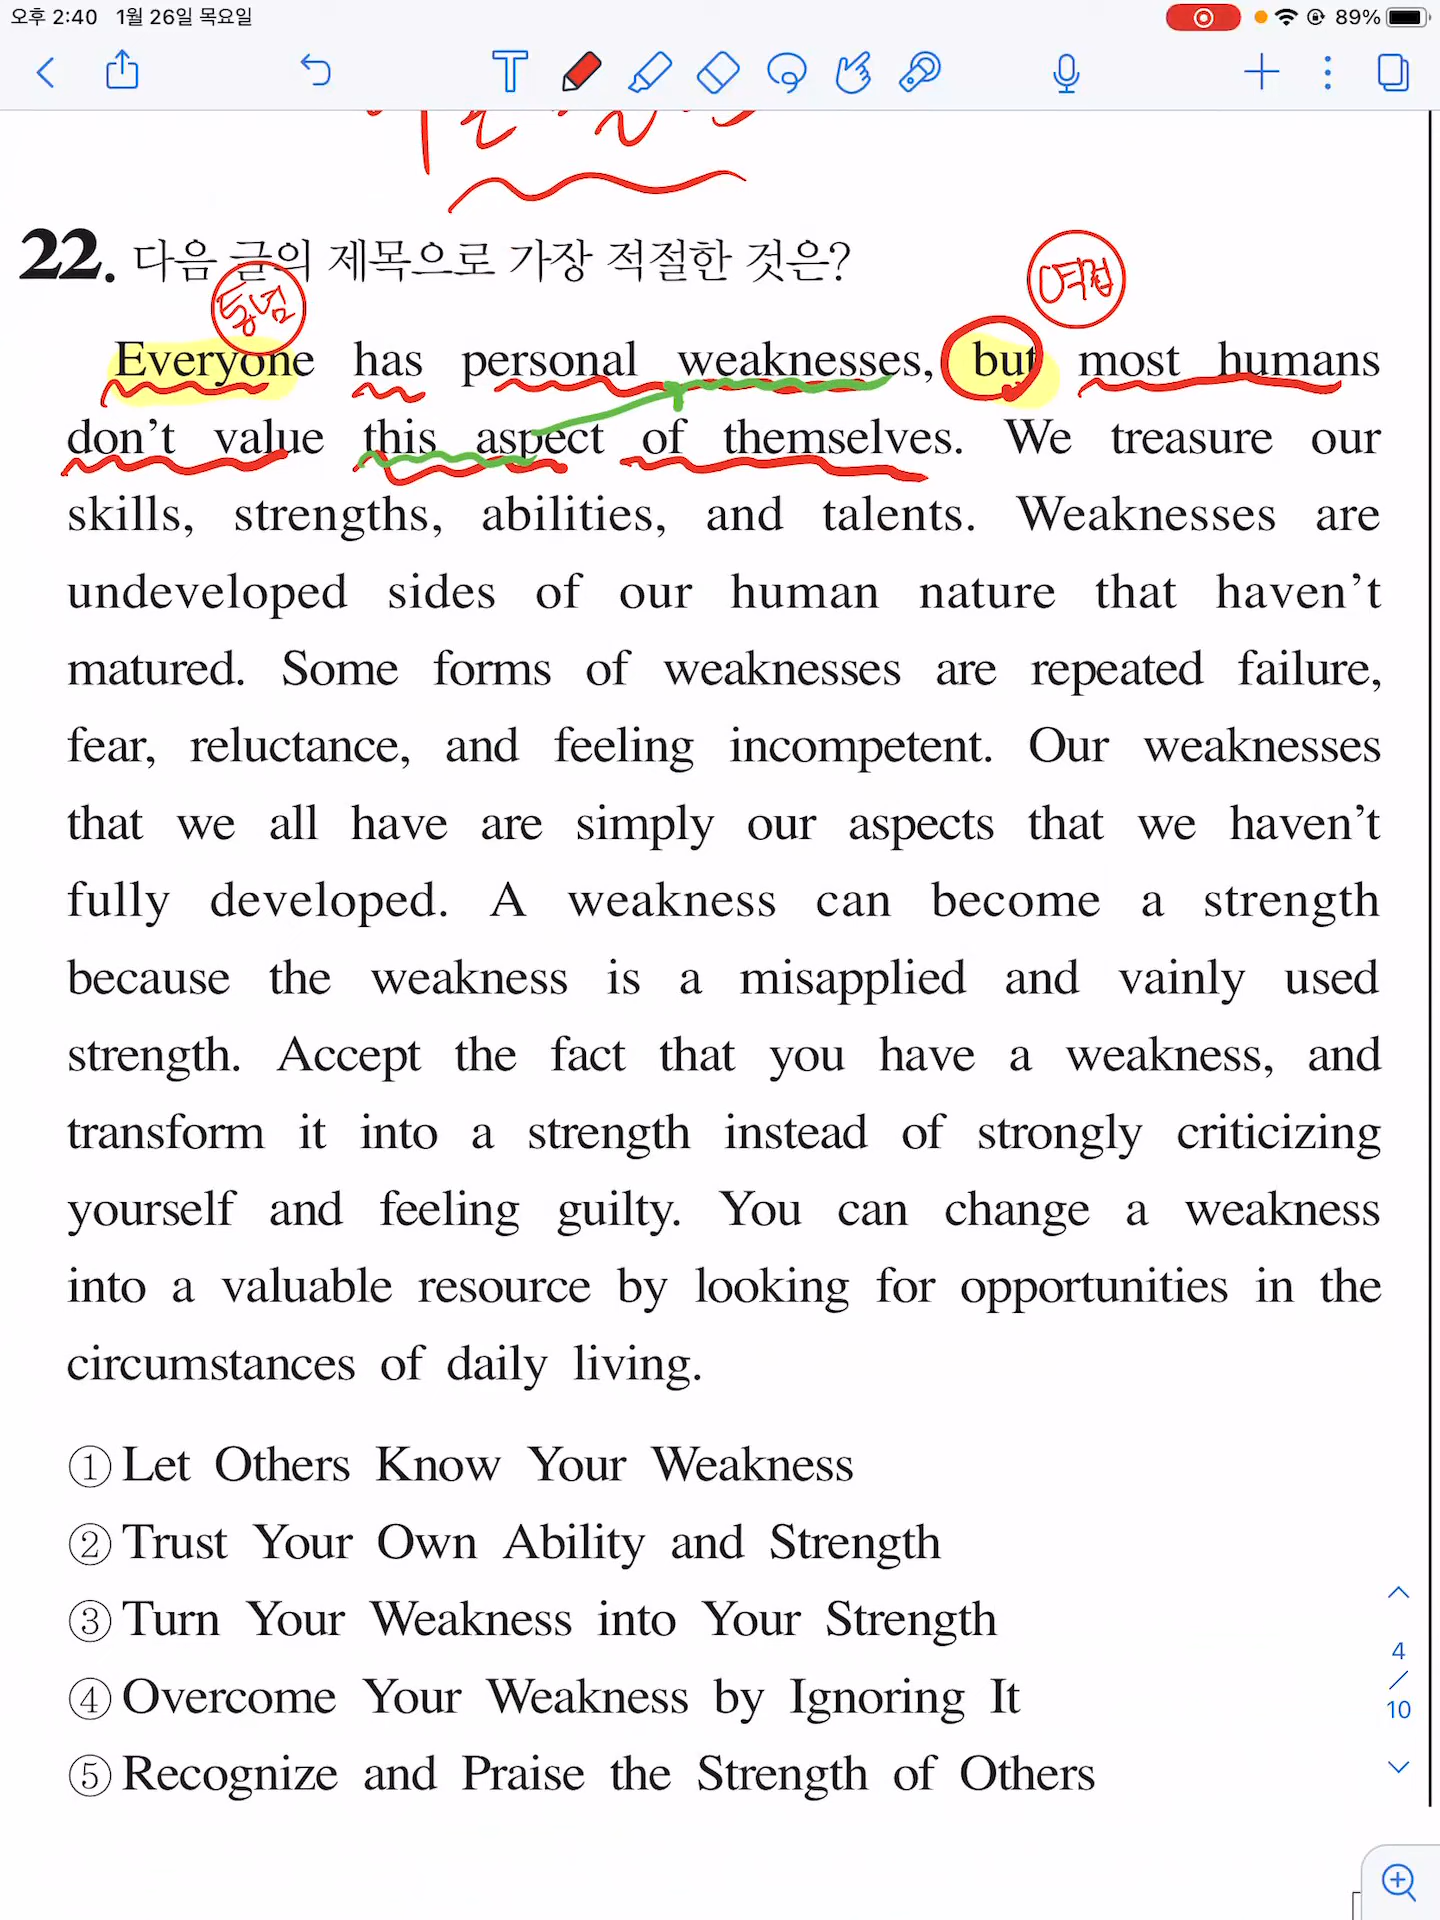 오후 2:40 1월 26일 목요일 89%
22. 다음 글의 제목으로 가장 적절한 것은?
통념 역접
Everyone has personal weaknesses, but most humans
don't value this aspect of themselves. We treasure our
skills, strengths, abilities, and talents. Weaknesses are
undeveloped sides of our human nature that haven't
matured. Some forms of weaknesses are repeated failure,
fear, reluctance, and feeling incompetent. Our weaknesses
that we all have are simply our aspects that we haven't
fully developed. A weakness can become a strength
because the weakness is a misapplied and vainly used
strength. Accept the fact that you have a weakness, and
transform it into a strength instead of strongly criticizing
yourself and feeling guilty. You can change a weakness
into a valuable resource by looking for opportunities in the
circumstances of daily living.
① Let Others Know Your Weakness
② Trust Your Own Ability and Strength
③ Turn Your Weakness into Your Strength
④ Overcome Your Weakness by Ignoring It
⑤ Recognize and Praise the Strength of Others
4
/
10